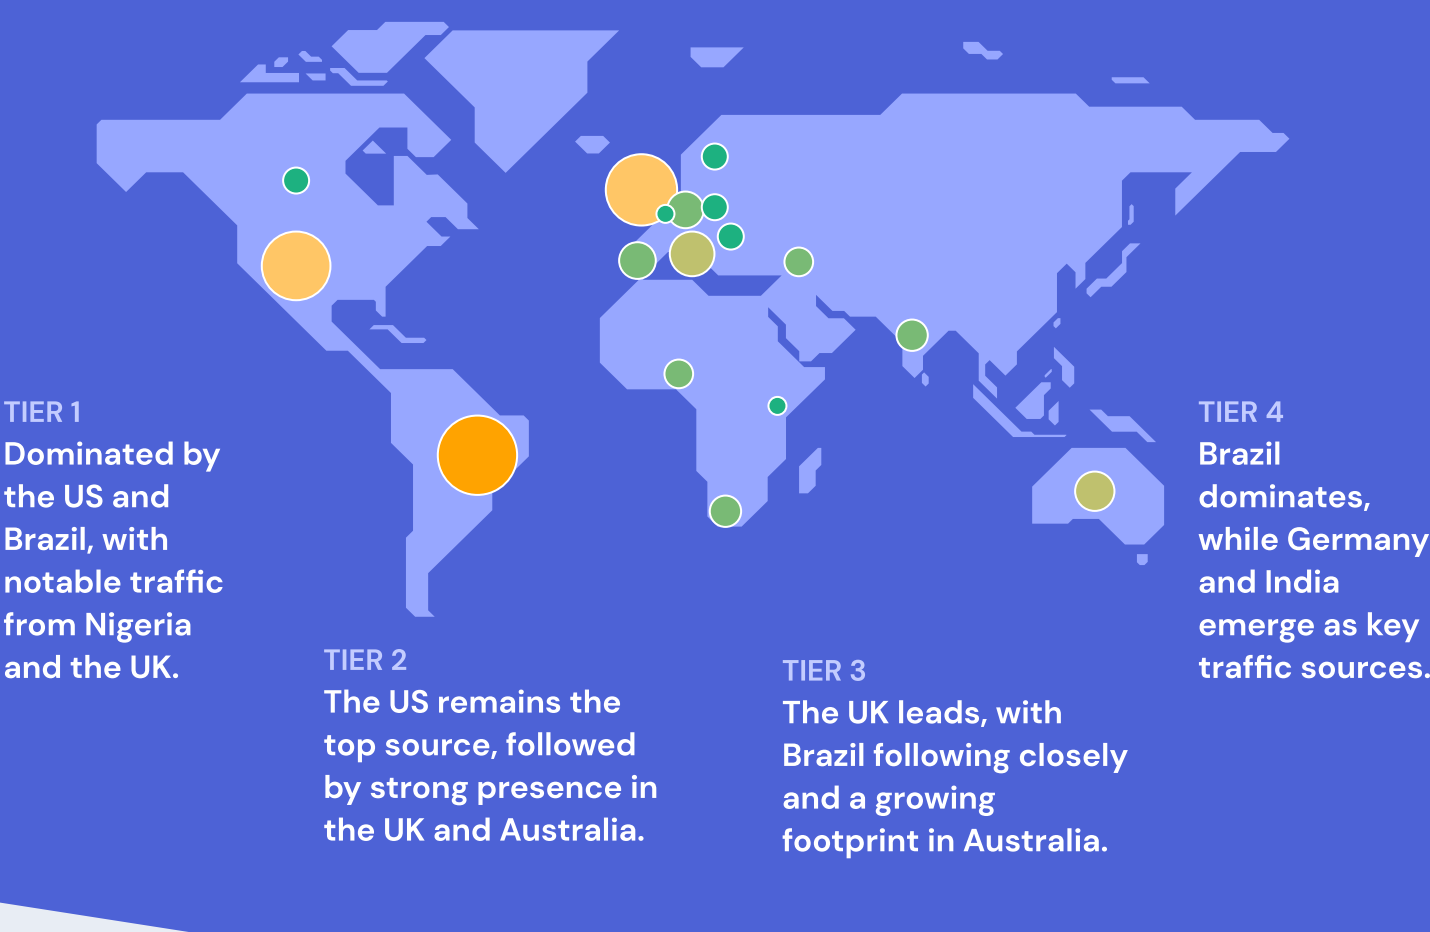 TIER 1
Dominated by
the US and
Brazil, with
notable traffic
from Nigeria
and the UK.
TIER 2
The US remains the
top source, followed
by strong presence in
the UK and Australia.
TIER 3
The UK leads, with
Brazil following closely
and a growing
footprint in Australia.
TIER 4
Brazil
dominates,
while Germany
and India
emerge as key
traffic sources.